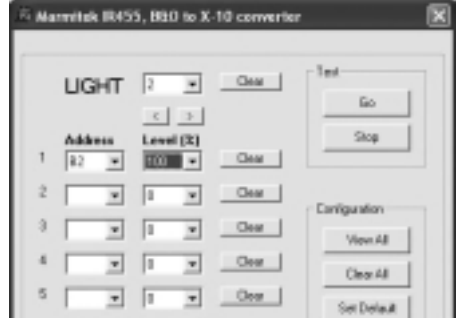 Marmitek IR455, B&O to X-10 converter
LIGHT 2 Clear
< >
Address Level (%)
1 B2 100 Clear
2 0 Clear
3 0 Clear
4 0 Clear
5 0 Clear
Test
Go
Stop
Configuration
View All
Clear All
Set Default